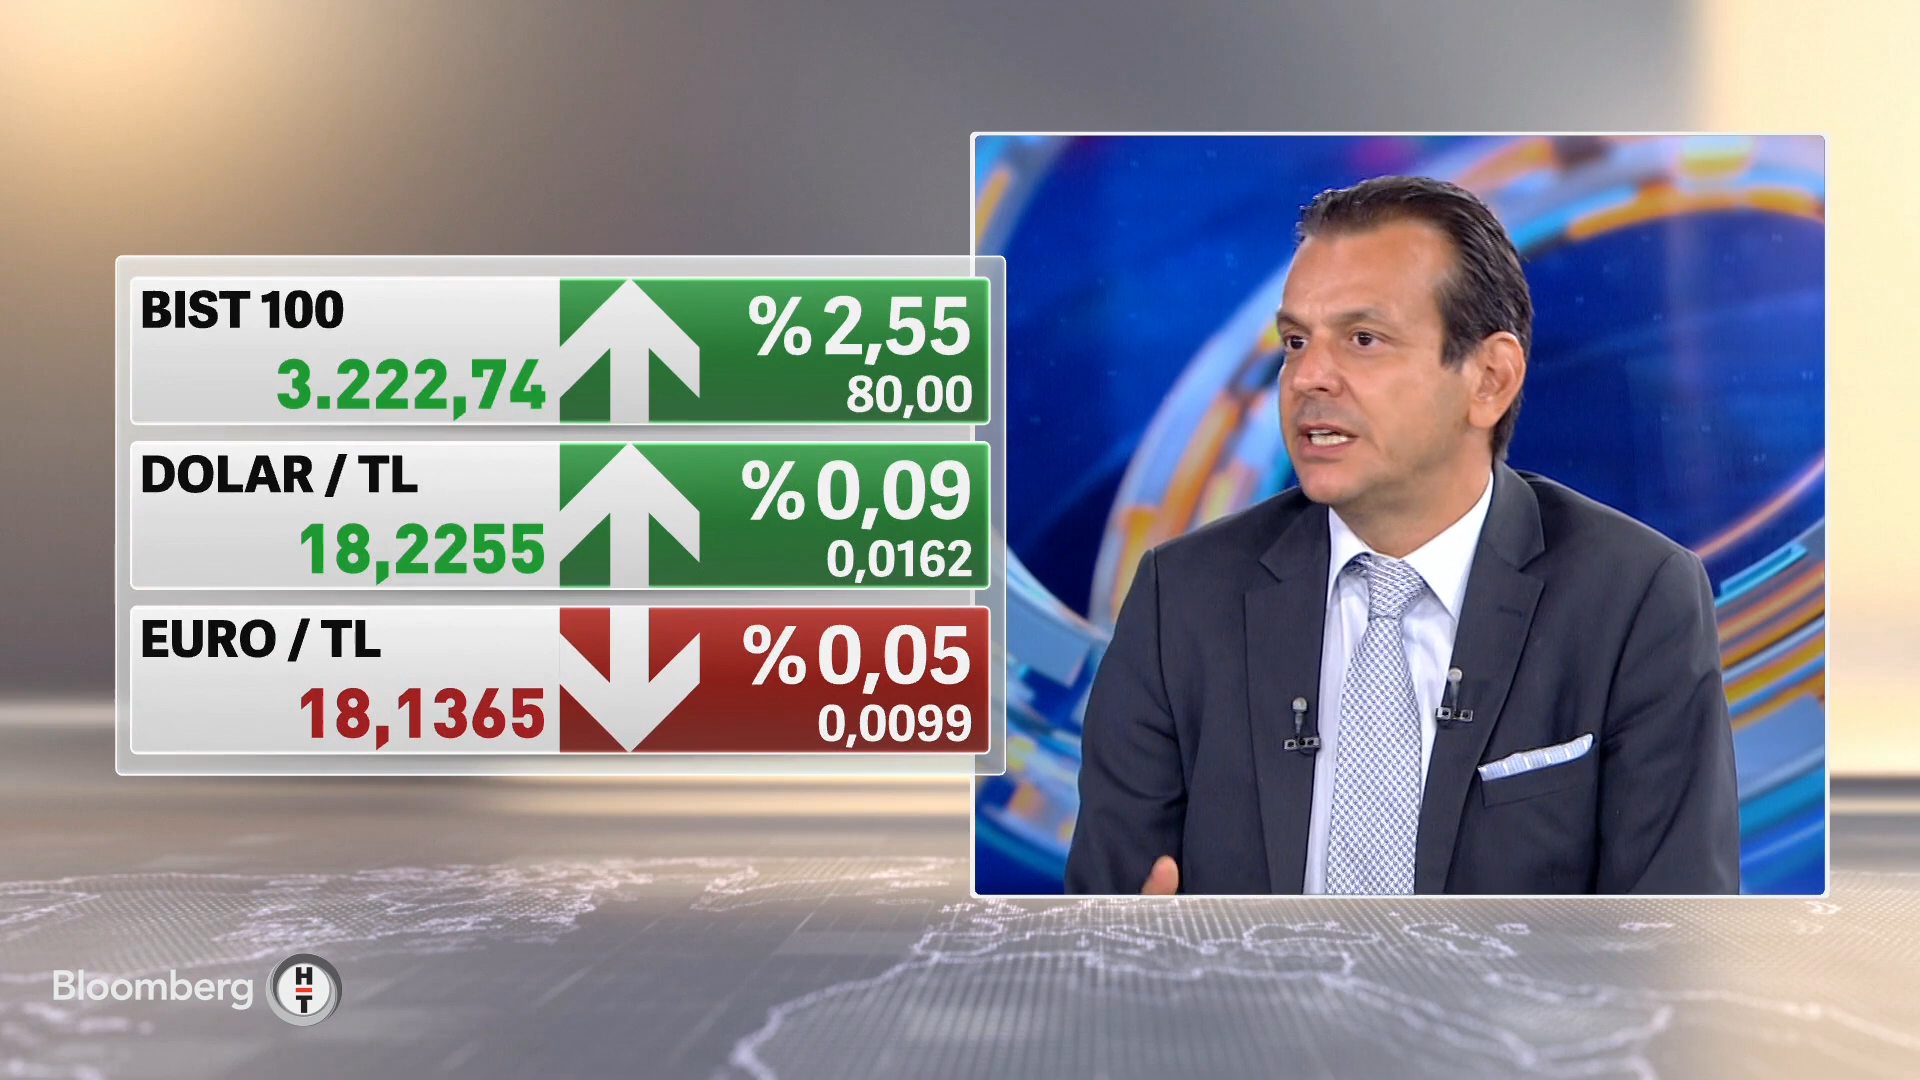 BIST 100
3.222,74
%2,55
80,00
DOLAR / TL
18,2255
%0,09
0,0162
EURO / TL
18,1365
%0,05
0,0099
Bloomberg HT